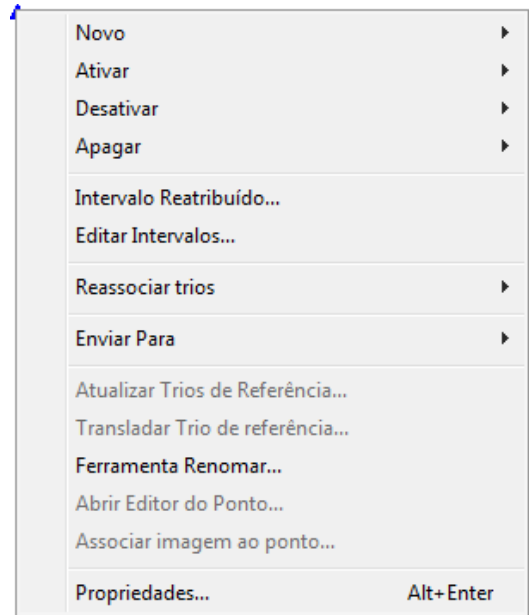 Novo
Ativar
Desativar
Apagar
Intervalo Reatribuído...
Editar Intervalos...
Reassociar trios
Enviar Para
Atualizar Trios de Referência...
Transladar Trio de referência...
Ferramenta Renomar...
Abrir Editor do Ponto...
Associar imagem ao ponto...
Propriedades... Alt+Enter